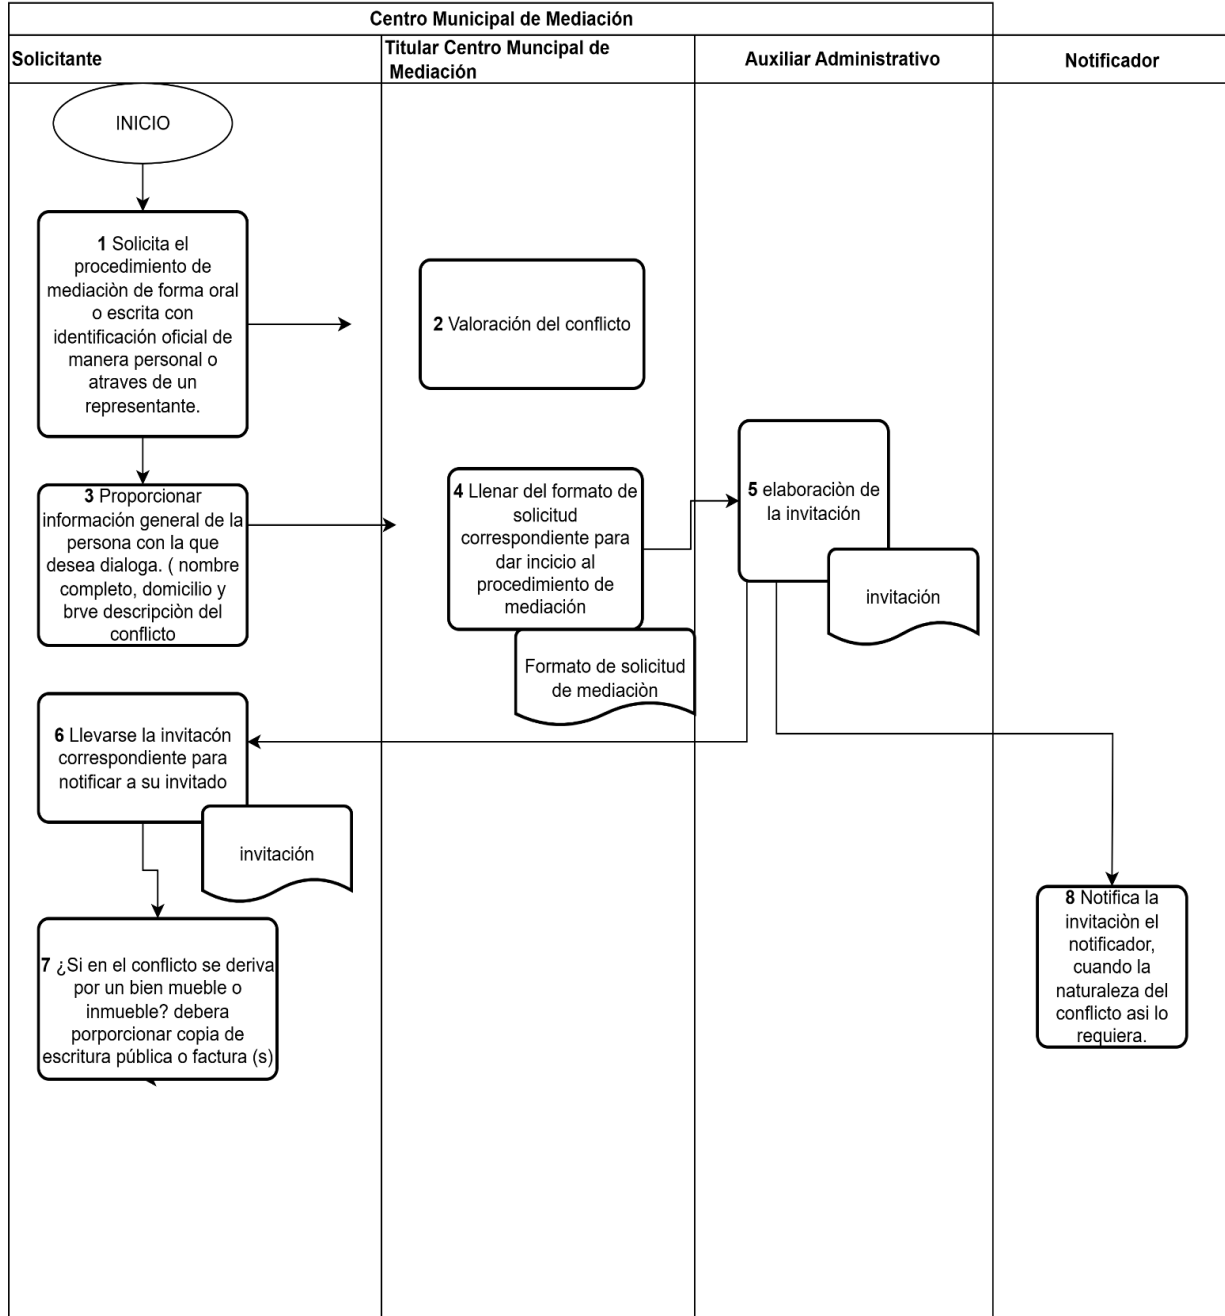 Centro Municipal de Mediación
Solicitante
Titular Centro Muncipal de
Mediación
Auxiliar Administrativo
Notificador
INICIO
1 Solicita el
procedimiento de
mediaciòn de forma oral
o escrita con
identificación oficial de
manera personal o
atraves de un
representante.
2 Valoración del conflicto
3 Proporcionar
información general de la
persona con la que
desea dialoga. ( nombre
completo, domicilio y
brve descripciòn del
conflicto
4 Llenar del formato de
solicitud
correspondiente para
dar incicio al
procedimiento de
mediación
Formato de solicitud
de mediaciòn
5 elaboraciòn de
la invitación
invitación
6 Llevarse la invitacón
correspondiente para
notificar a su invitado
invitación
7 ¿Si en el conflicto se deriva
por un bien mueble o
inmueble? debera
porporcionar copia de
escritura pública o factura (s)
8 Notifica la
invitaciòn el
notificador,
cuando la
naturaleza del
conflicto asi lo
requiera.